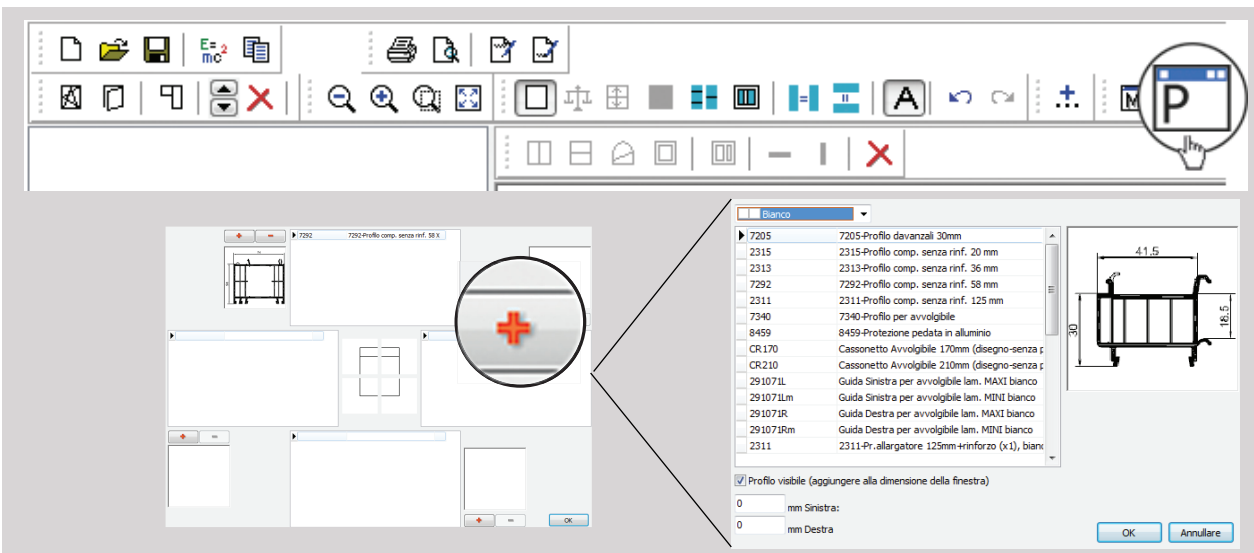 E=
mc²
A
M
P
7292 7292-Profilo comp. senza rinf. 58 X
OK
Bianco
7205 7205-Profilo davanzali 30mm
2315 2315-Profilo comp. senza rinf. 20 mm
2313 2313-Profilo comp. senza rinf. 36 mm
7292 7292-Profilo comp. senza rinf. 58 mm
2311 2311-Profilo comp. senza rinf. 125 mm
7340 7340-Profilo per avvolgibile
8459 8459-Protezione pedata in alluminio
CR170 Cassonetto Avvolgibile 170mm (disegno-senza p
CR210 Cassonetto Avvolgibile 210mm (disegno-senza p
291071L Guida Sinistra per avvolgibile lam. MAXI bianco
291071Lm Guida Sinistra per avvolgibile lam. MINI bianco
291071R Guida Destra per avvolgibile lam. MAXI bianco
291071Rm Guida Destra per avvolgibile lam. MINI bianco
2311 2311-Pr.allargatore 125mm+rinforzo (x1), bianc
41.5
30
18.5
Profilo visibile (aggiungere alla dimensione della finestra)
0 mm Sinistra:
0 mm Destra
OK Annullare